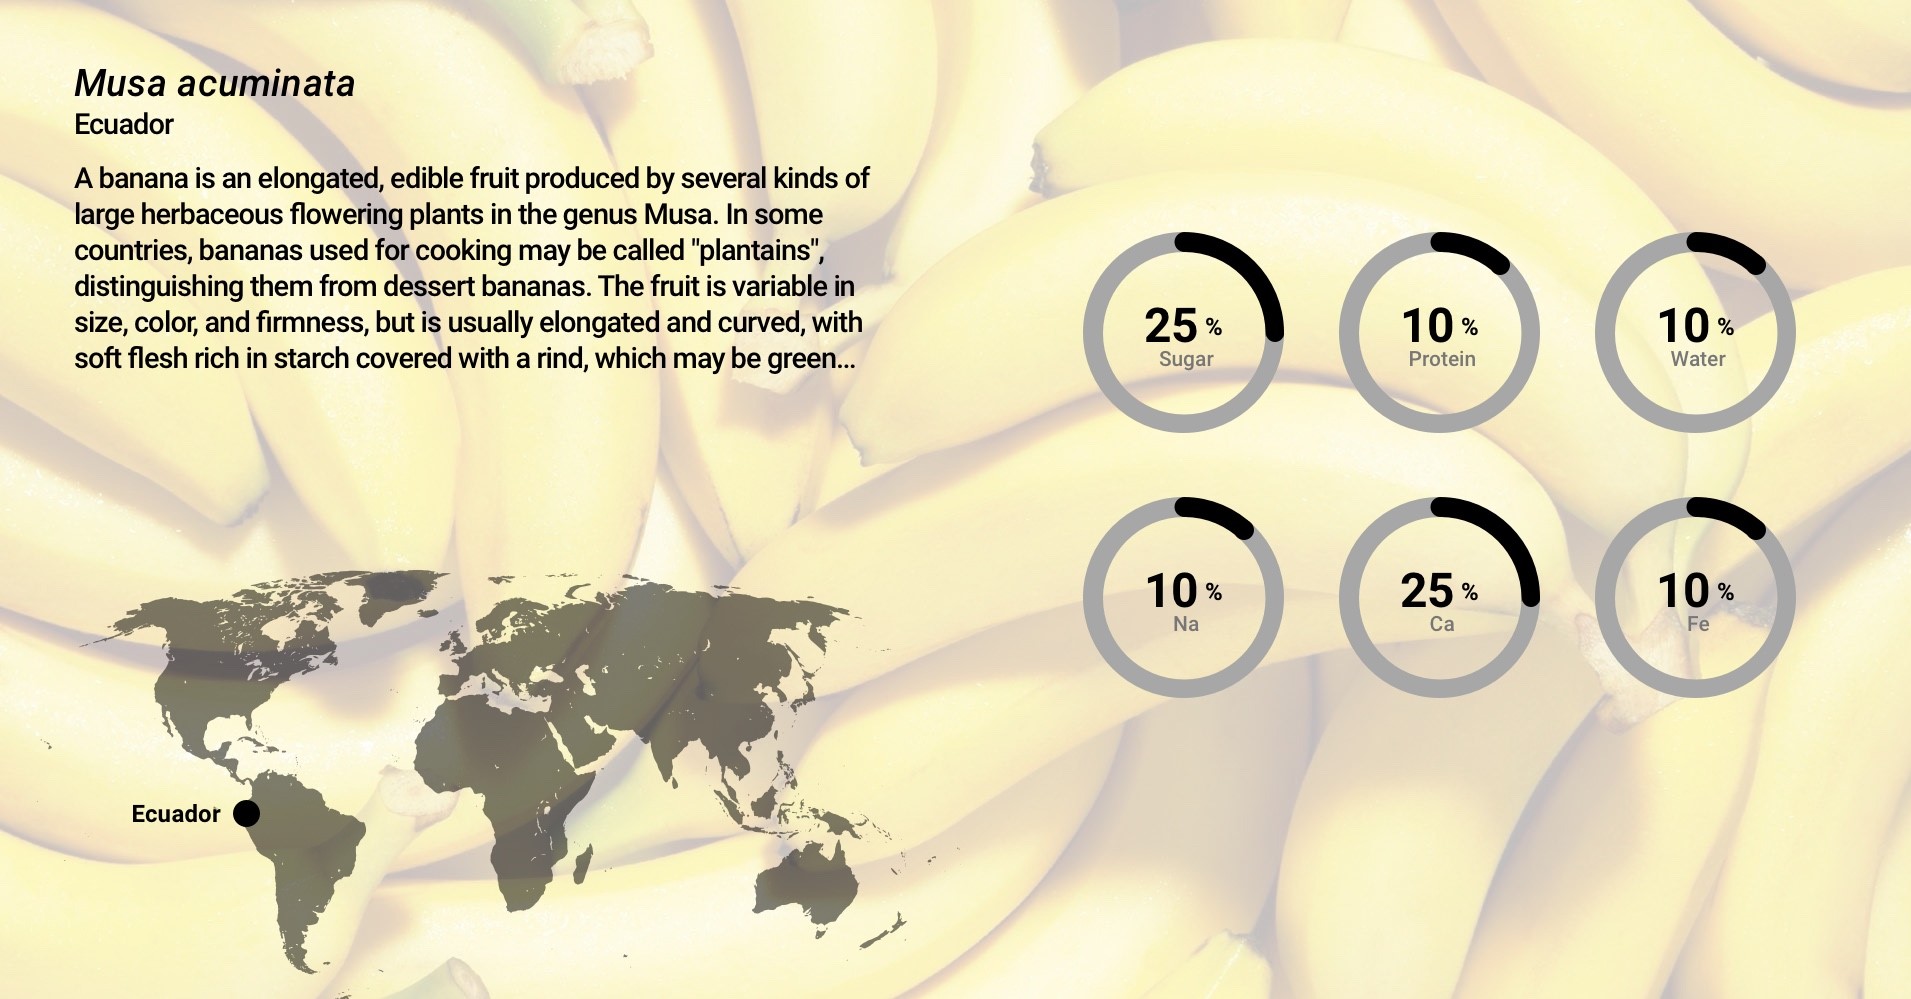 Musa acuminata
Ecuador
A banana is an elongated, edible fruit produced by several kinds of
large herbaceous flowering plants in the genus Musa. In some
countries, bananas used for cooking may be called "plantains",
distinguishing them from dessert bananas. The fruit is variable in
size, color, and firmness, but is usually elongated and curved, with
soft flesh rich in starch covered with a rind, which may be green...
25 %
Sugar
10 %
Protein
10 %
Water
10 %
Na
25 %
Ca
10 %
Fe
Ecuador